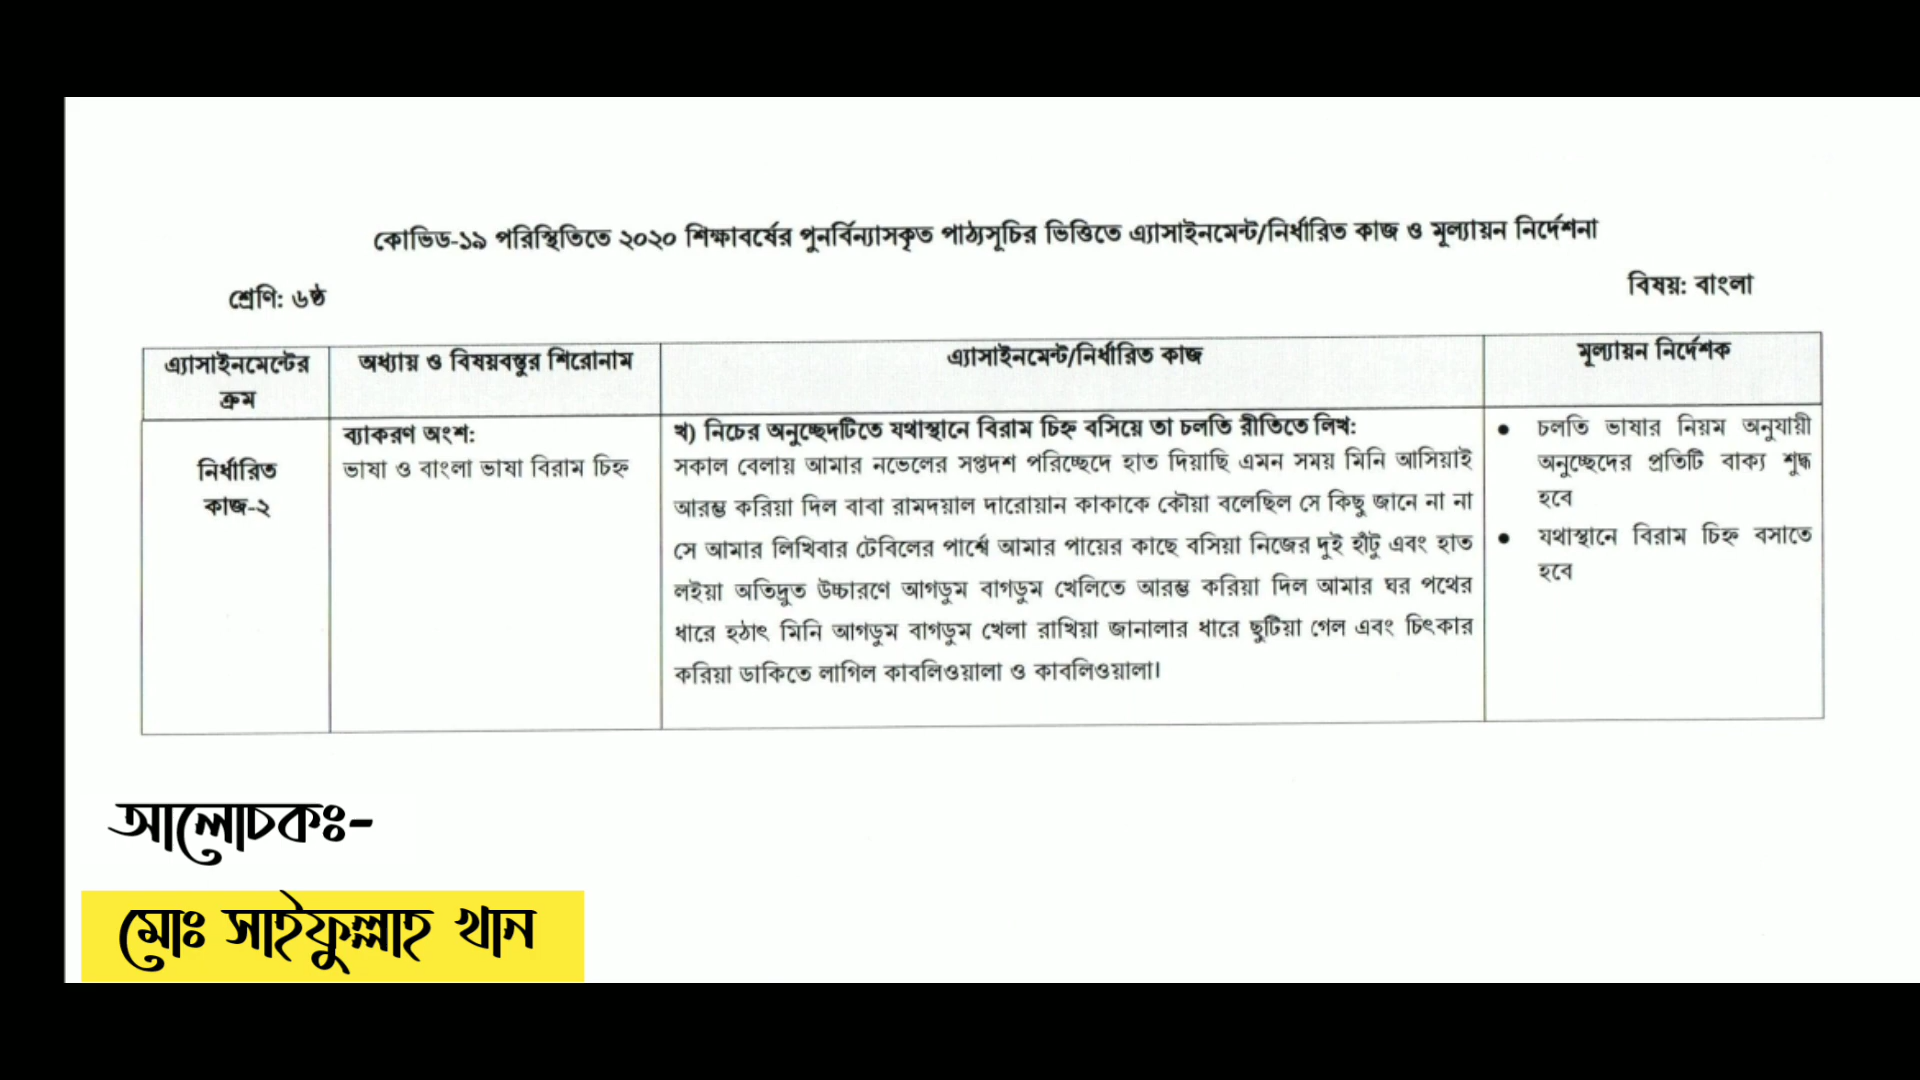 কোভিড-১৯ পরিস্থিতিতে ২০২০ শিক্ষাবর্ষের পুনর্বিন্যাসকৃত পাঠ্যসূচির ভিত্তিতে এ্যাসাইনমেন্ট/নির্ধারিত কাজ ও মূল্যায়ন নির্দেশনা
শ্রেণি: ৬ষ্ঠ
বিষয়: বাংলা
এ্যাসাইনমেন্টের
ক্রম
অধ্যায় ও বিষয়বস্তুর শিরোনাম
এ্যাসাইনমেন্ট/নির্ধারিত কাজ
মূল্যায়ন নির্দেশক
নির্ধারিত
কাজ-২
ব্যাকরণ অংশ:
ভাষা ও বাংলা ভাষা বিরাম চিহ্ন
খ) নিচের অনুচ্ছেদটিতে যথাস্থানে বিরাম চিহ্ন বসিয়ে তা চলতি রীতিতে লিখ:
সকাল বেলায় আমার নভেলের সপ্তদশ পরিচ্ছেদে হাত দিয়াছি এমন সময় মিনি আসিয়াই
আরম্ভ করিয়া দিল বাবা রামদয়াল দারোয়ান কাকাকে কৌয়া বলেছিল সে কিছু জানে না না
সে আমার লিখিবার টেবিলের পার্শ্বে আমার পায়ের কাছে বসিয়া নিজের দুই হাঁটু এবং হাত
লইয়া অতিদ্রুত উচ্চারণে আগডুম বাগডুম খেলিতে আরম্ভ করিয়া দিল আমার ঘর পথের
ধারে হঠাৎ মিনি আগডুম বাগডুম খেলা রাখিয়া জানালার ধারে ছুটিয়া গেল এবং চিৎকার
করিয়া ডাকিতে লাগিল কাবলিওয়ালা ও কাবলিওয়ালা।
• চলতি ভাষার নিয়ম অনুযায়ী
অনুচ্ছেদের প্রতিটি বাক্য শুদ্ধ
হবে
• যথাস্থানে বিরাম চিহ্ন বসাতে
হবে
আলোচকঃ-
মোঃ সাইফুল্লাহ খান